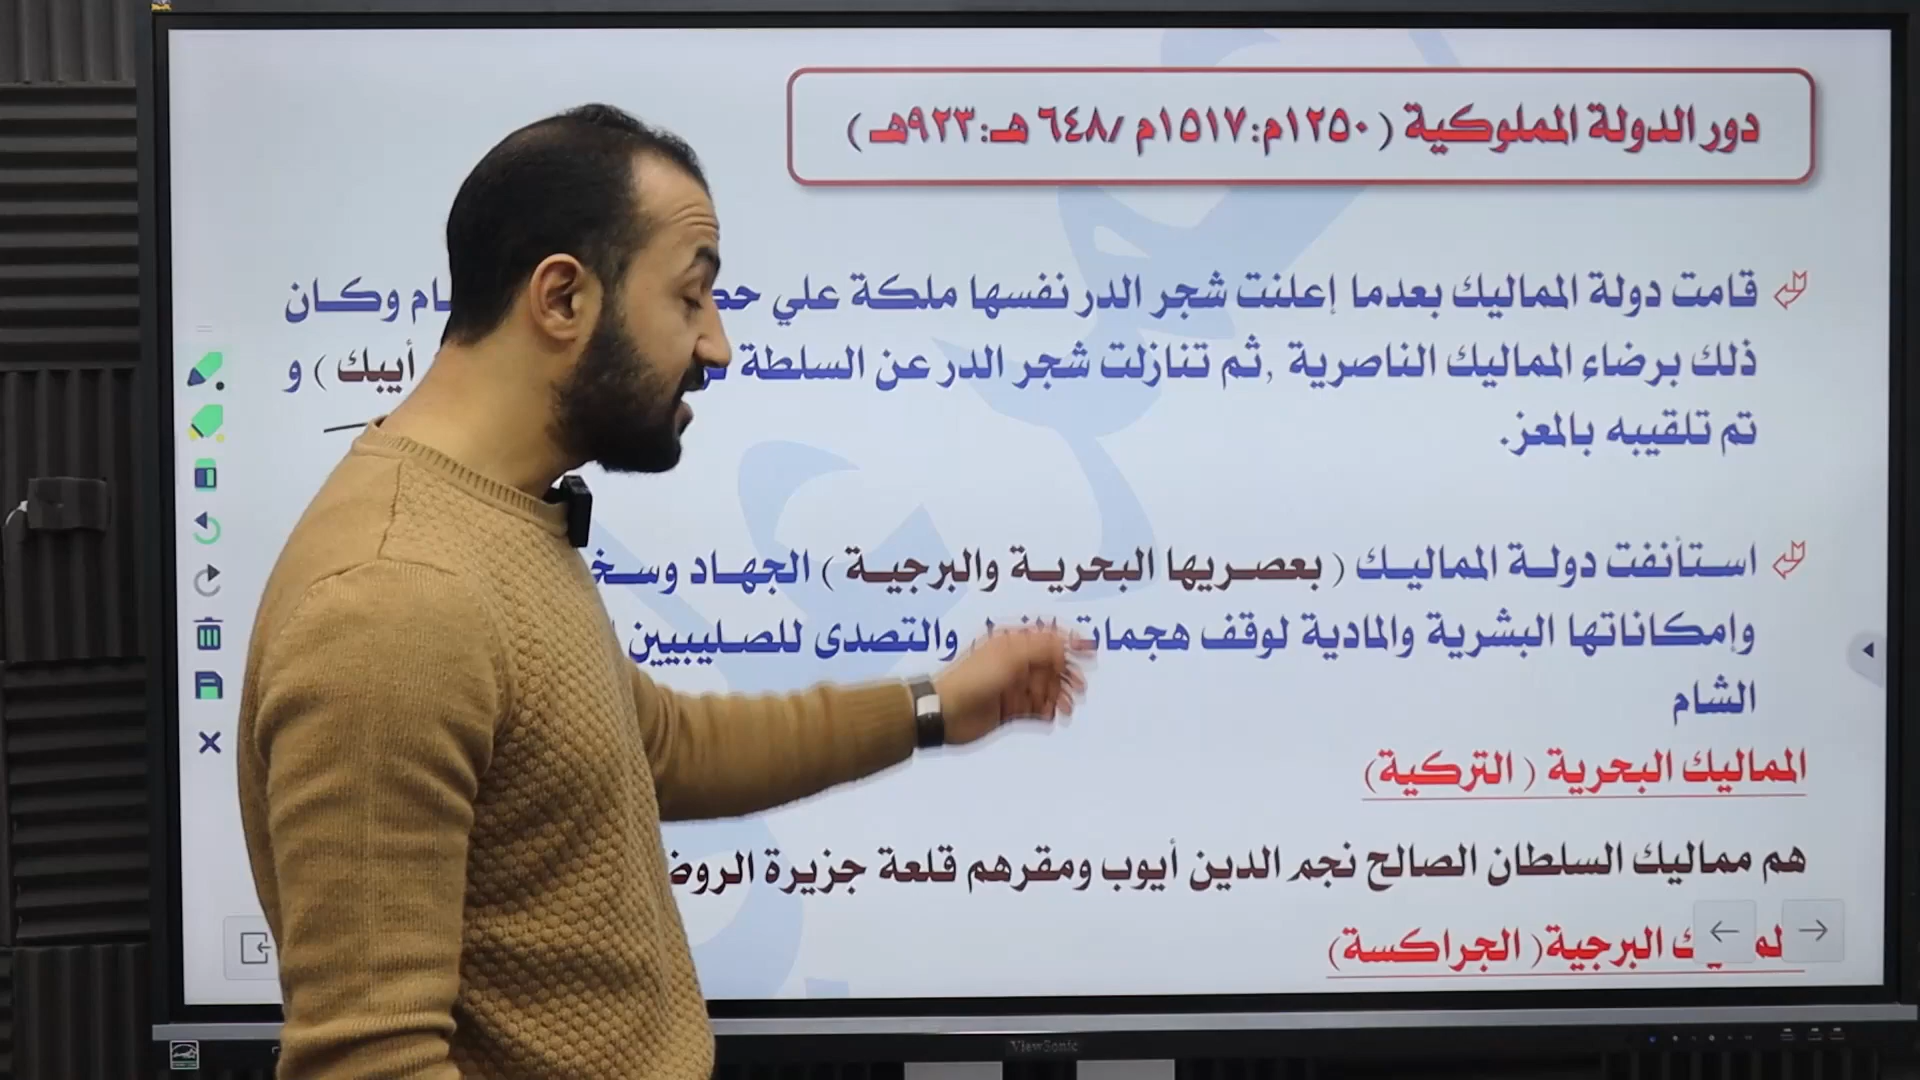 دور الدولة المملوكية ( ١٢٥٠م:١٥١٧م /٦٤٨ هـ:٩٢٣هـ )
قامت دولة المماليك بعدما إعلنت شجر الدر نفسها ملكة علي وكان
ذلك برضاء المماليك الناصرية ,ثم تنازلت شجر الدر عن السلطة أيبك ) و
تم تلقيبه بالمعز.
استأنفت دولة المماليك ( بعصريها البحرية والبرجية ) الجهاد
وإمكاناتها البشرية والمادية لوقف هجمات والتصدى للصليبيين
الشام
المماليك البحرية ( التركية)
هم مماليك السلطان الصالح نجم الدين أيوب ومقرهم قلعة جزيرة
البرجية( الجراكسة)
ViewSonic